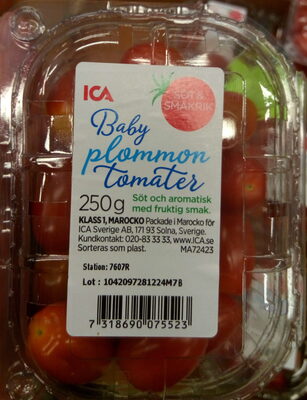 ICA
SÖT &
SMAKRIK
Baby
plommon
tomater
250g
Söt och aromatisk
med fruktig smak.
KLASS 1, MAROCKO Packade i Marocko för
ICA Sverige AB, 171 93 Solna, Sverige.
Kundkontakt: 020-83 33 33, www.ICA.se
Sorteras som plast. MA72423
Station: 7607R
Lot : 1042097281224M7B
7 318690 075523